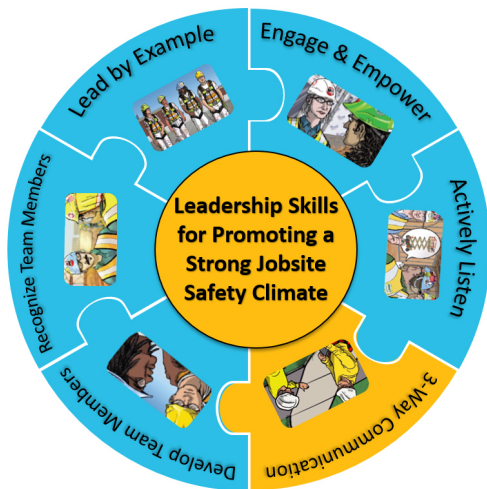 Lead by Example
Engage & Empower
Actively Listen
3-Way Communication
Develop Team Members
Recognize Team Members
Leadership Skills
for Promoting a
Strong Jobsite
Safety Climate